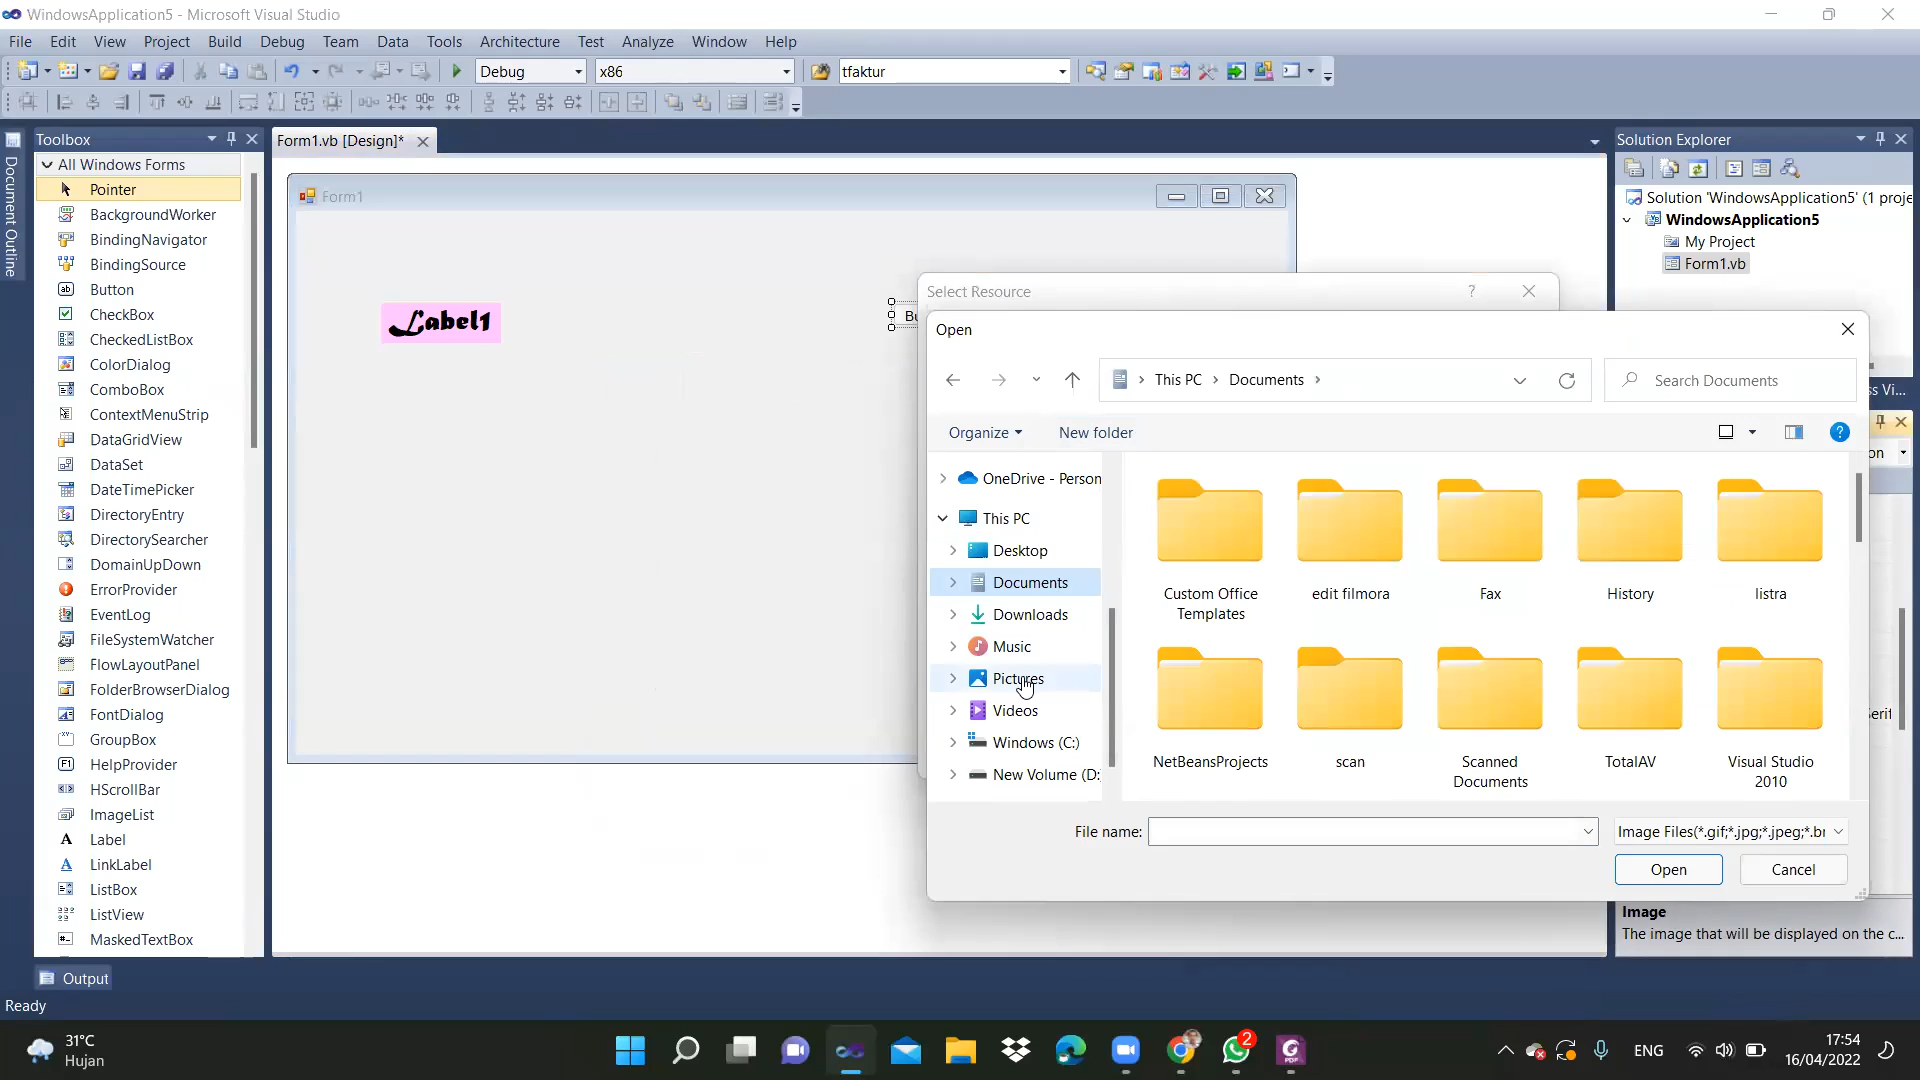 WindowsApplication5 - Microsoft Visual Studio
File Edit View Project Build Debug Team Data Tools Architecture Test Analyze Window Help
Debug x86 tfaktur
Document Outline
Toolbox
All Windows Forms
Pointer
BackgroundWorker
BindingNavigator
BindingSource
Button
CheckBox
CheckedListBox
ColorDialog
ComboBox
ContextMenuStrip
DataGridView
DataSet
DateTimePicker
DirectoryEntry
DirectorySearcher
DomainUpDown
ErrorProvider
EventLog
FileSystemWatcher
FlowLayoutPanel
FolderBrowserDialog
FontDialog
GroupBox
HelpProvider
HScrollBar
ImageList
Label
LinkLabel
ListBox
ListView
MaskedTextBox
Form1.vb [Design]*
Form1
Label1
Bu
Select Resource
Open
This PC Documents
Search Documents
Organize New folder
OneDrive - Person
This PC
Desktop
Documents
Downloads
Music
Pictures
Videos
Windows (C:)
New Volume (D:
Custom Office Templates
edit filmora
Fax
History
listra
NetBeansProjects
scan
Scanned Documents
TotalAV
Visual Studio 2010
File name:
Image Files(*.gif;*.jpg;*.jpeg;*.br
Open Cancel
Solution Explorer
Solution 'WindowsApplication5' (1 proje
WindowsApplication5
My Project
Form1.vb
ss Vi...
on
Serif
Image
The image that will be displayed on the c...
Output
Ready
31°C
Hujan
2
ENG
17:54
16/04/2022